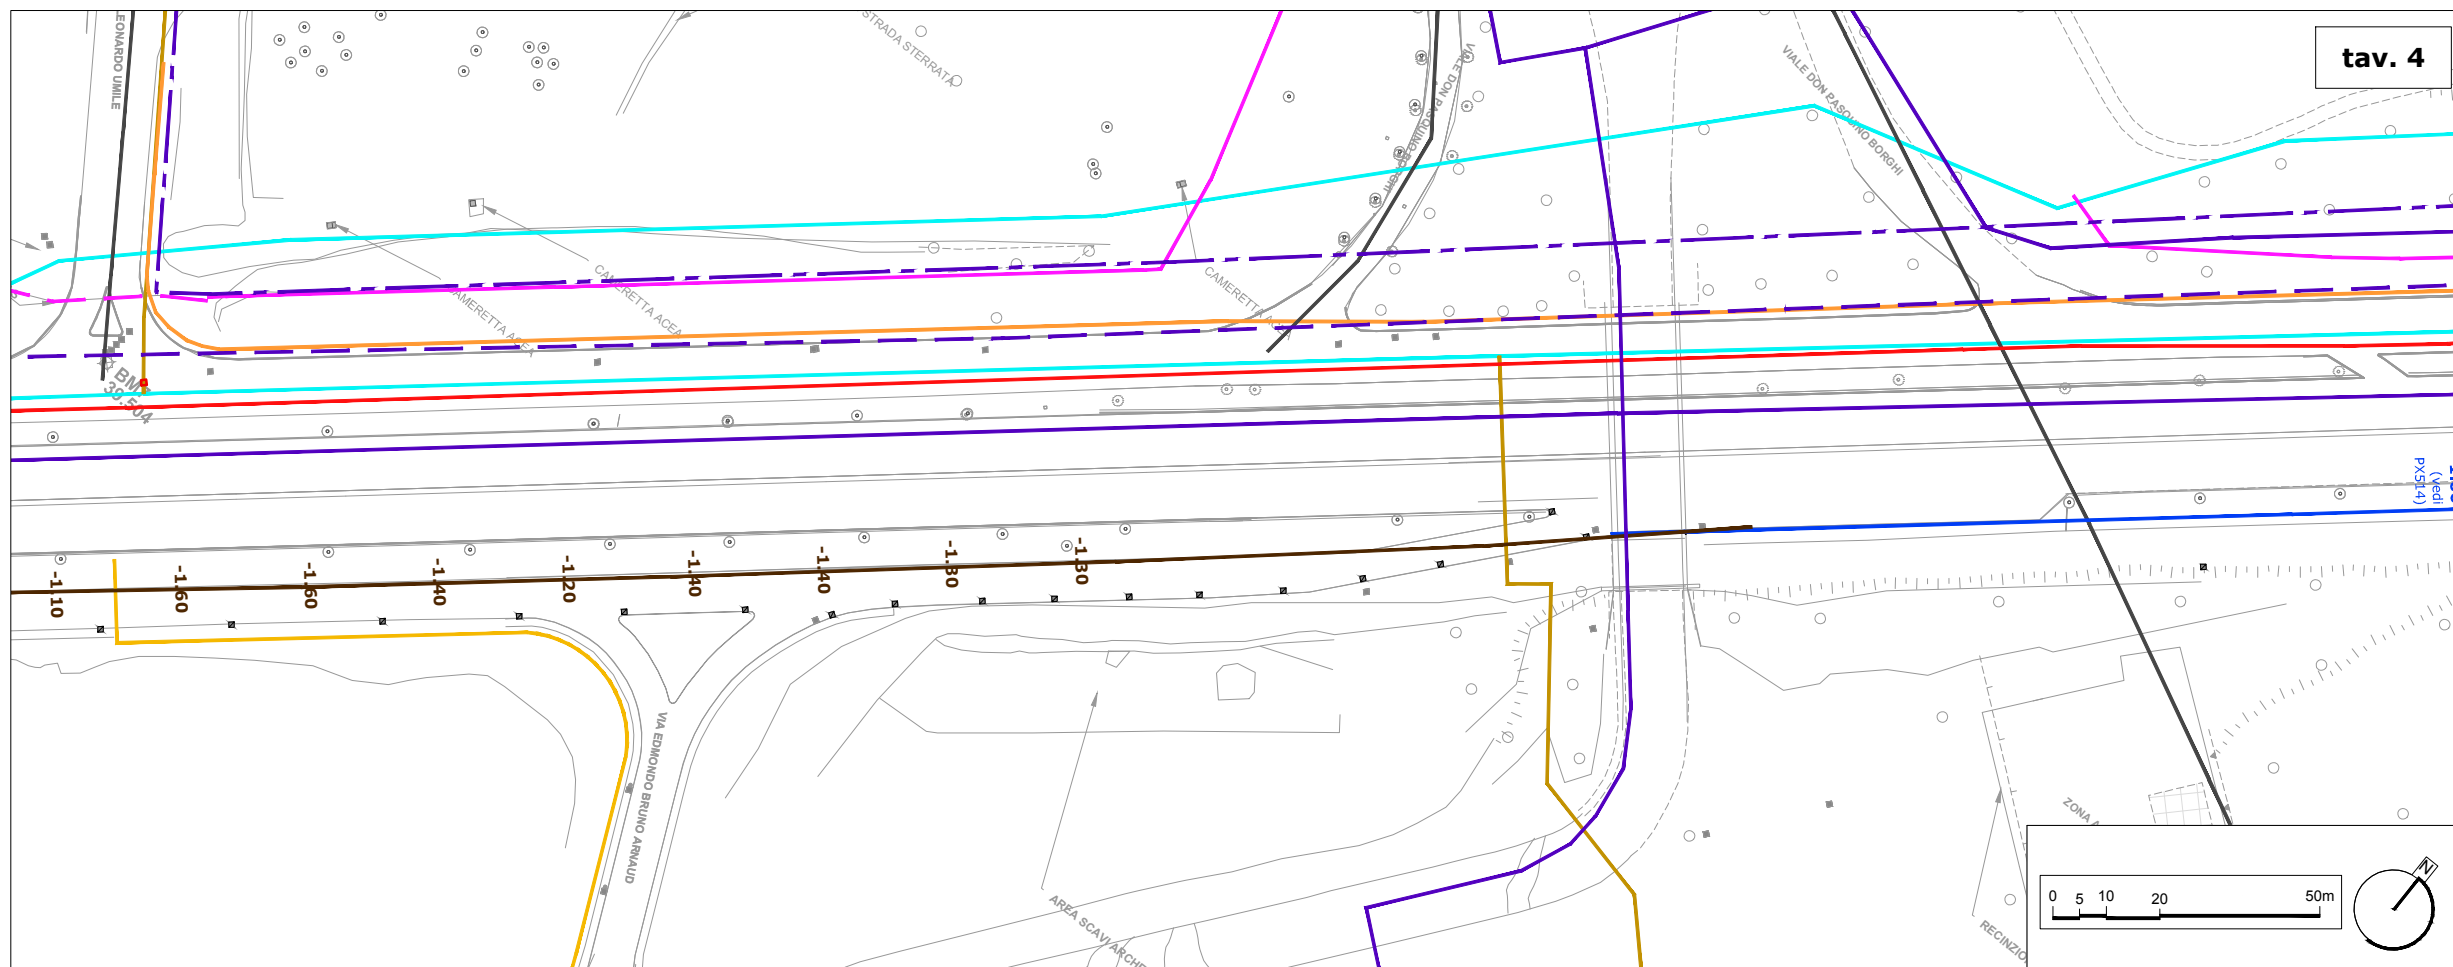 tav. 4
LEONARDO UMILE
STRADA STERRATA
VIALE DON PASQUINO BORGHI
VIALE DON PASQUINO BORGHI
CAMERETTA ACEA
CAMERETTA ACEA
CAMERETTA ACEA
39.504
(vedi
PX514)
-1.10
-1.60
-1.60
-1.40
-1.20
-1.40
-1.40
-1.30
-1.30
VIA EDMONDO BRUNO ARNAUD
AREA SCAVI ARCHE
ZONA A
RECINZIO
N
0 5 10 20 50m